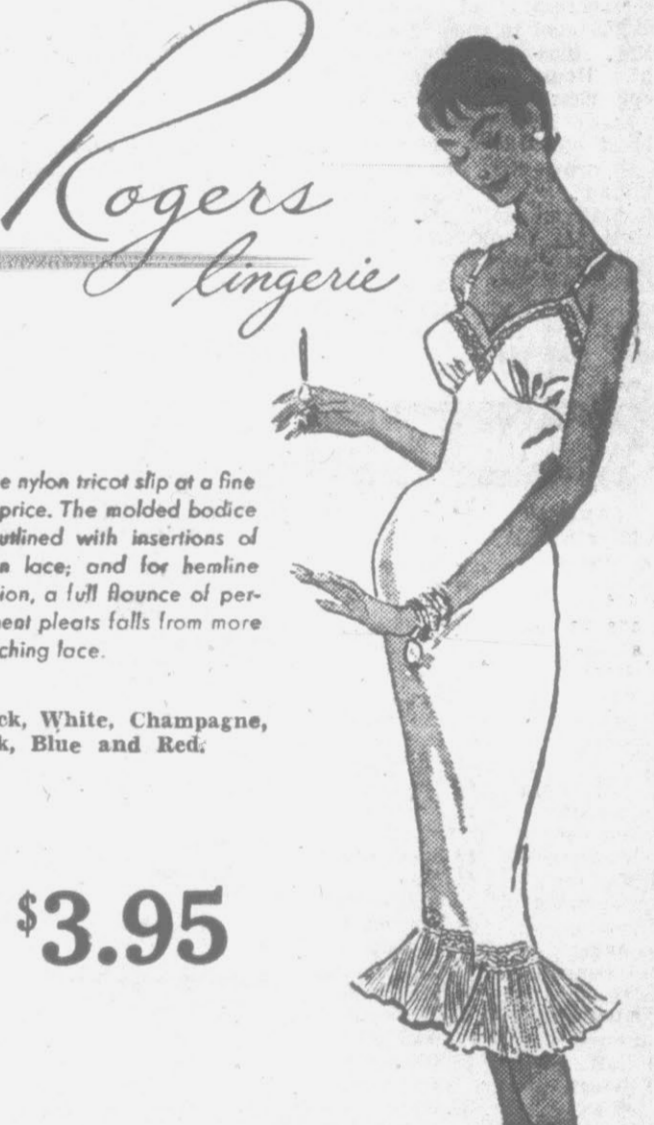 Rogers
lingerie
e nylon tricot slip at a fine
price. The molded bodice
utlined with insertions of
n lace; and for hemline
ion, a full flounce of per-
nent pleats falls from more
ching lace.
ck, White, Champagne,
k, Blue and Red.
$3.95